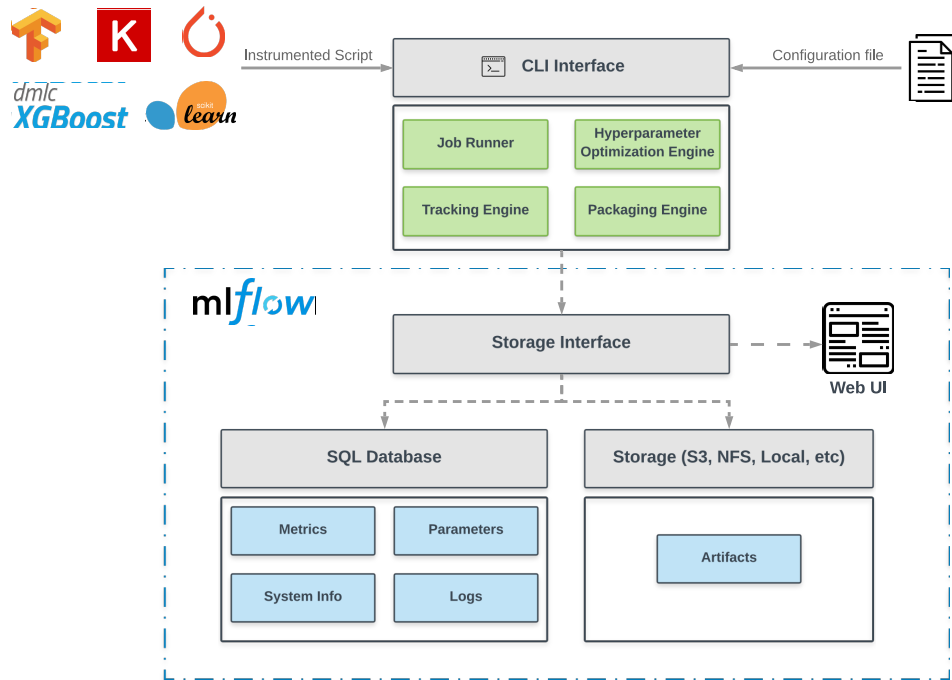 K
Instrumented Script
CLI Interface
Configuration file
dmlc
XGBoost
scikit
learn
Job Runner
Hyperparameter
Optimization Engine
Tracking Engine
Packaging Engine
mlflow
Storage Interface
Web UI
SQL Database
Storage (S3, NFS, Local, etc)
Metrics
Parameters
Artifacts
System Info
Logs